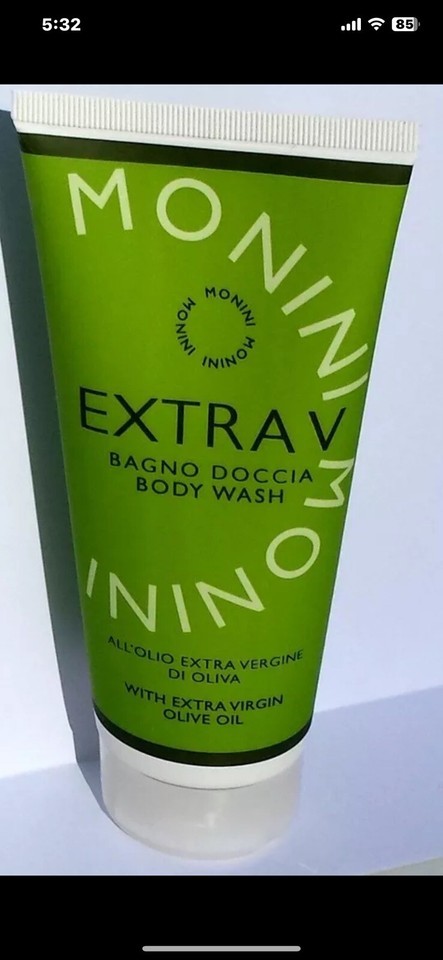 5:32
85
MONINI MONINI
MONINI MONINI MONINI
EXTRA V
BAGNO DOCCIA
BODY WASH
ALL'OLIO EXTRA VERGINE
DI OLIVA
WITH EXTRA VIRGIN
OLIVE OIL